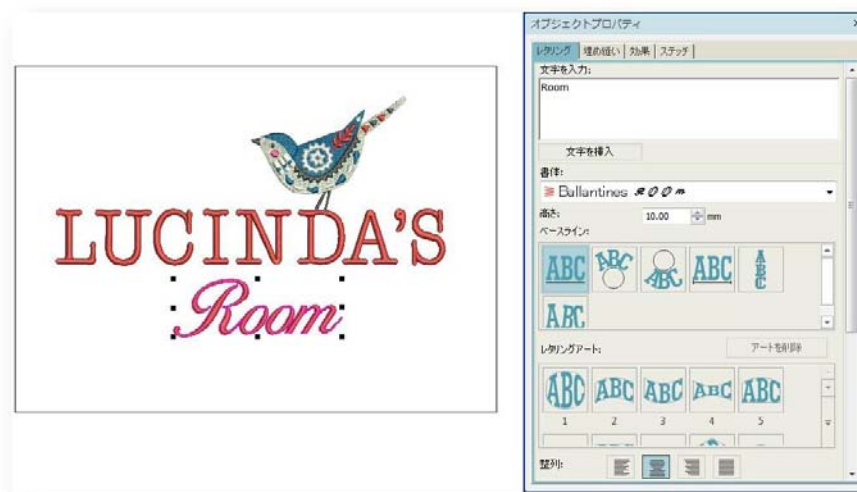 LUCINDA'S
Room
オブジェクトプロパティ
レタリング 埋め縫い 効果 ステッチ
文字を入力:
Room
文字を挿入
書体:
Ballantines Room
高さ: 10.00 mm
ベースライン:
ABC ABC ABC ABC ABC
ABC
レタリングアート: アートを削除
ABC ABC ABC ABC ABC
1 2 3 4 5
整列: